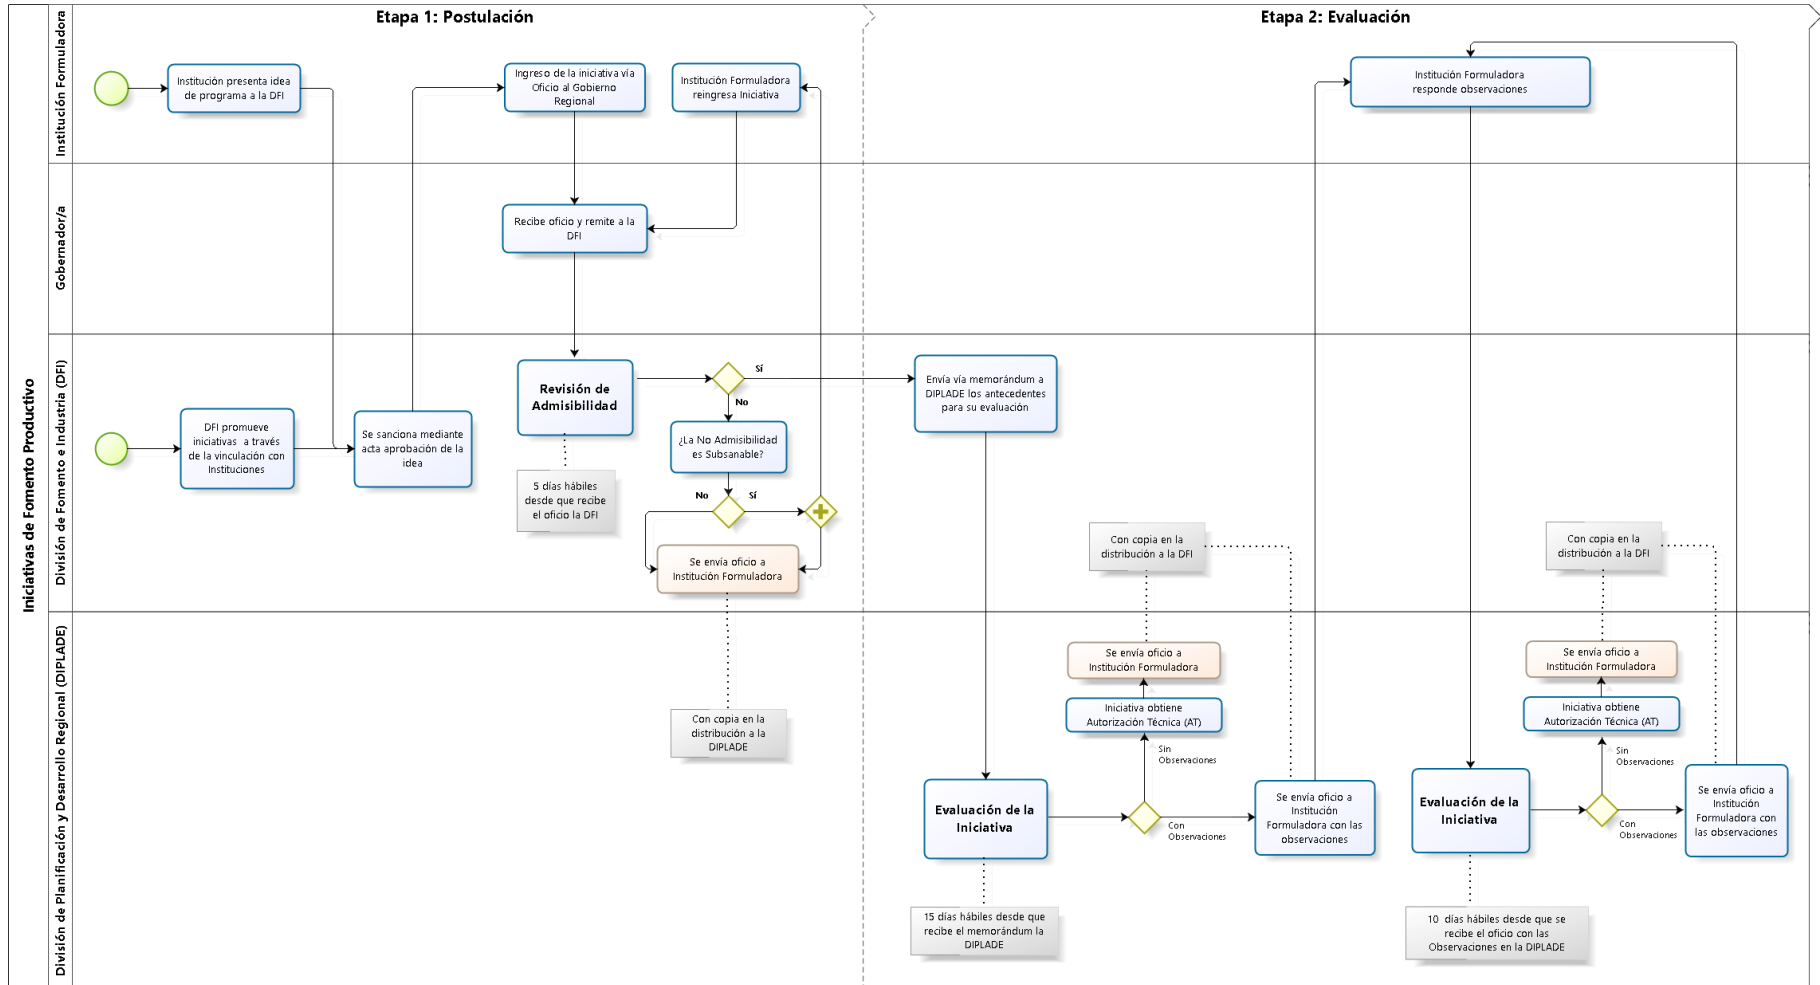 Etapa 1: Postulación
Etapa 2: Evaluación
Iniciativas de Fomento Productivo
Institución Formuladora
Institución presenta idea
de programa a la DFI
Ingreso de la iniciativa vía
Oficio al Gobierno
Regional
Institución Formuladora
reingresa Iniciativa
Institución Formuladora
responde observaciones
Gobernador/a
Recibe oficio y remite a la
DFI
División de Fomento e Industria (DFI)
DFI promueve
iniciativas a través
de la vinculación con
Instituciones
Se sanciona mediante
acta aprobación de la
idea
Revisión de
Admisibilidad
5 días hábiles
desde que recibe
el oficio la DFI
Sí
No
¿La No Admisibilidad
es Subsanable?
No
Sí
Se envía oficio a
Institución Formuladora
Envía vía memorándum a
DIPLADE los antecedentes
para su evaluación
Con copia en la
distribución a la DFI
Con copia en la
distribución a la DFI
División de Planificación y Desarrollo Regional (DIPLADE)
Con copia en la
distribución a la
DIPLADE
Se envía oficio a
Institución Formuladora
Iniciativa obtiene
Autorización Técnica (AT)
Sin
Observaciones
Evaluación de la
Iniciativa
Con
Observaciones
Se envía oficio a
Institución
Formuladora con las
observaciones
15 días hábiles desde que
recibe el memorándum la
DIPLADE
Se envía oficio a
Institución Formuladora
Iniciativa obtiene
Autorización Técnica (AT)
Sin
Observaciones
Evaluación de la
Iniciativa
Con
Observaciones
Se envía oficio a
Institución
Formuladora con
las observaciones
10 días hábiles desde que se
recibe el oficio con las
Observaciones en la DIPLADE